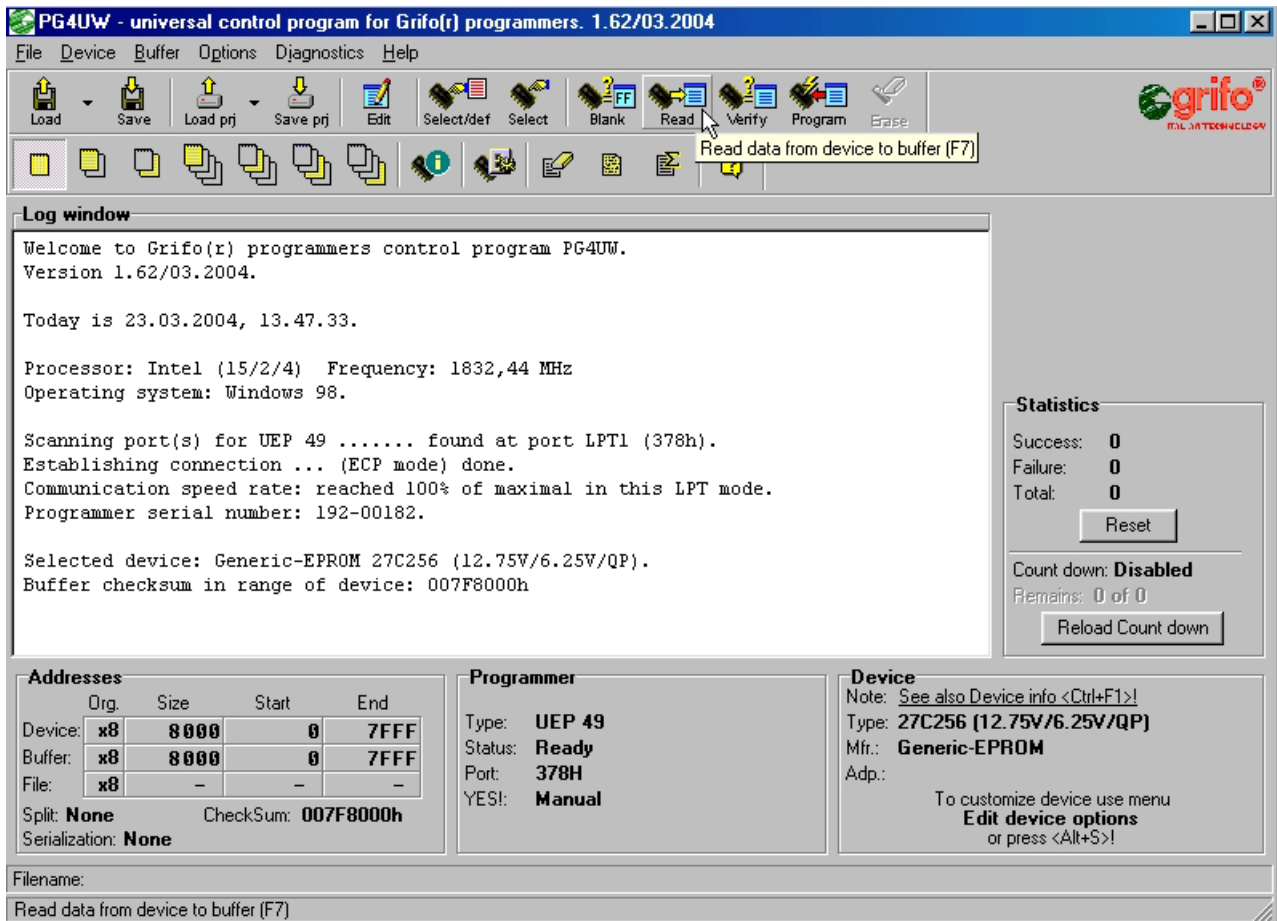 PG4UW - universal control program for Grifo(r) programmers. 1.62/03.2004
File Device Buffer Options Diagnostics Help
Load Save Load prj Save prj Edit Select/def Select Blank Read Verify Program Erase
FF
grifo®
ITALIAN TECHNOLOGY
Read data from device to buffer (F7)
Log window
Welcome to Grifo(r) programmers control program PG4UW.
Version 1.62/03.2004.
Today is 23.03.2004, 13.47.33.
Processor: Intel (15/2/4) Frequency: 1832,44 MHz
Operating system: Windows 98.
Scanning port(s) for UEP 49 ....... found at port LPT1 (378h).
Establishing connection ... (ECP mode) done.
Communication speed rate: reached 100% of maximal in this LPT mode.
Programmer serial number: 192-00182.
Selected device: Generic-EPROM 27C256 (12.75V/6.25V/QP).
Buffer checksum in range of device: 007F8000h
Statistics
Success: 0
Failure: 0
Total: 0
Reset
Count down: Disabled
Remains: 0 of 0
Reload Count down
Addresses
Org. Size Start End
Device: x8 8000 0 7FFF
Buffer: x8 8000 0 7FFF
File: x8 – – –
Split: None CheckSum: 007F8000h
Serialization: None
Programmer
Type: UEP 49
Status: Ready
Port: 378H
YES!: Manual
Device
Note: See also Device info <Ctrl+F1>!
Type: 27C256 (12.75V/6.25V/QP)
Mfr.: Generic-EPROM
Adp.:
To customize device use menu
Edit device options
or press <Alt+S>!
Filename:
Read data from device to buffer (F7)